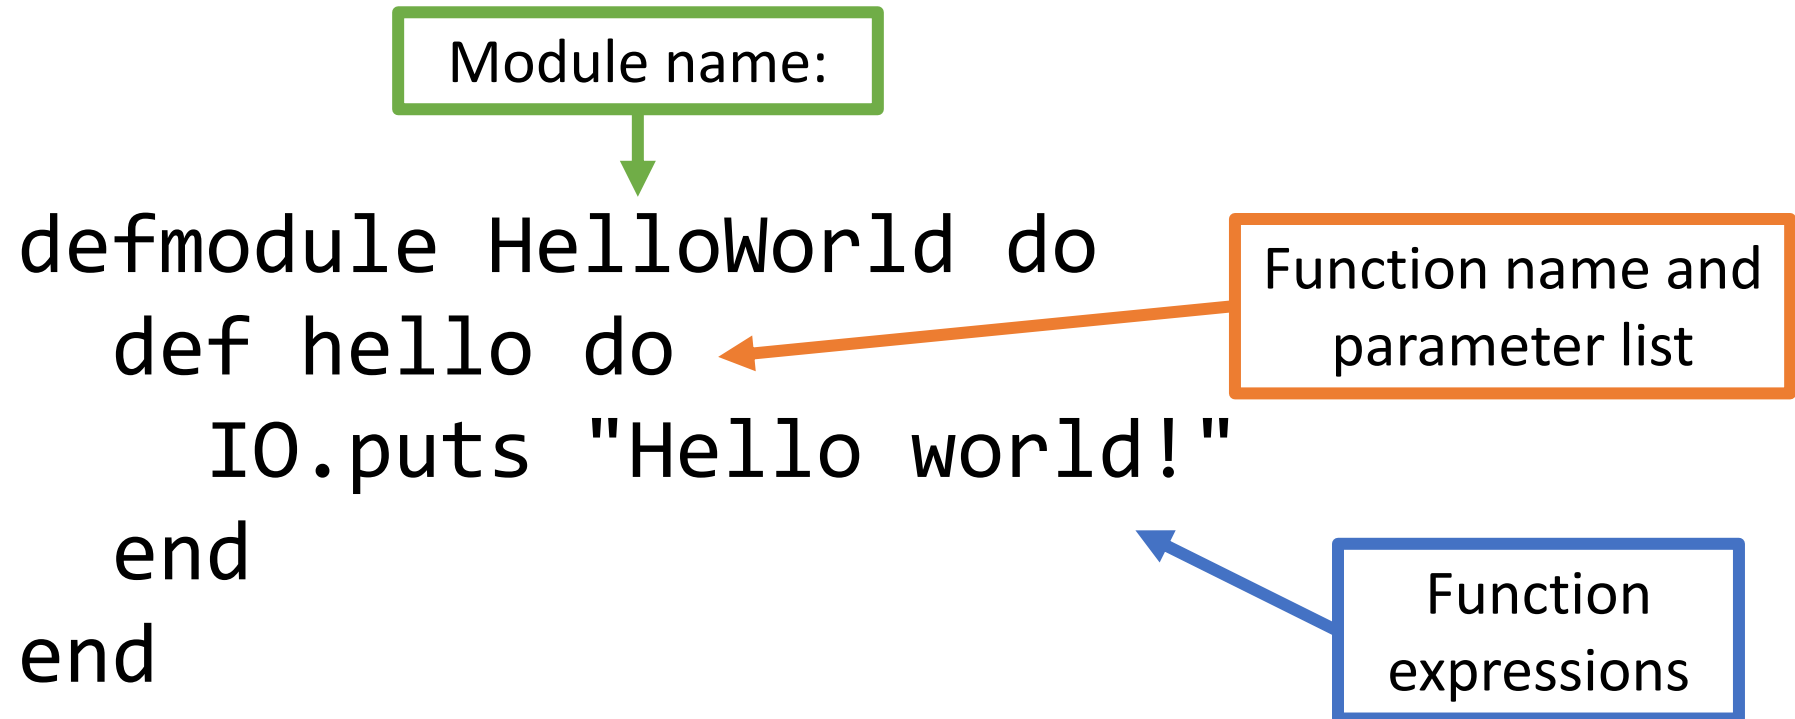 Module name:
defmodule HelloWorld do
Function name and
parameter list
  def hello do
    IO.puts "Hello world!"
  end
Function
expressions
end